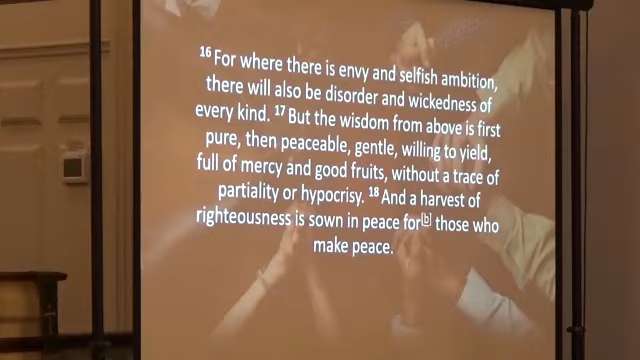 16 For where there is envy and selfish ambition,
there will also be disorder and wickedness of
every kind. 17 But the wisdom from above is first
pure, then peaceable, gentle, willing to yield,
full of mercy and good fruits, without a trace of
partiality or hypocrisy. 18 And a harvest of
righteousness is sown in peace for[b] those who
make peace.